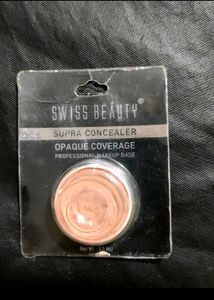 SWISS BEAUTY®
SUPRA CONCEALER
OPAQUE COVERAGE
PROFESSIONAL MAKEUP BASE